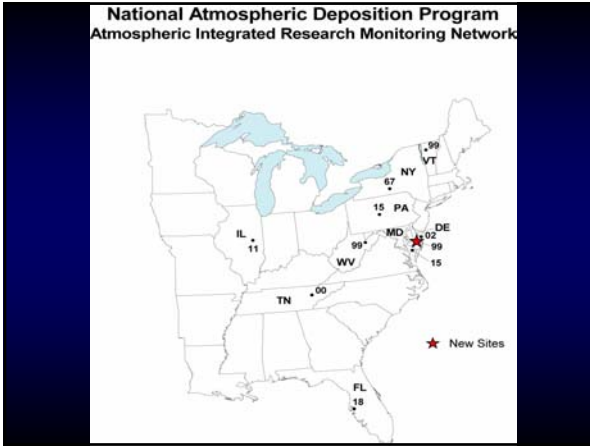 National Atmospheric Deposition Program
Atmospheric Integrated Research Monitoring Network
99
VT
NY
67
15
PA
DE
MD
02
IL
11
99
99
WV
15
00
TN
New Sites
FL
18